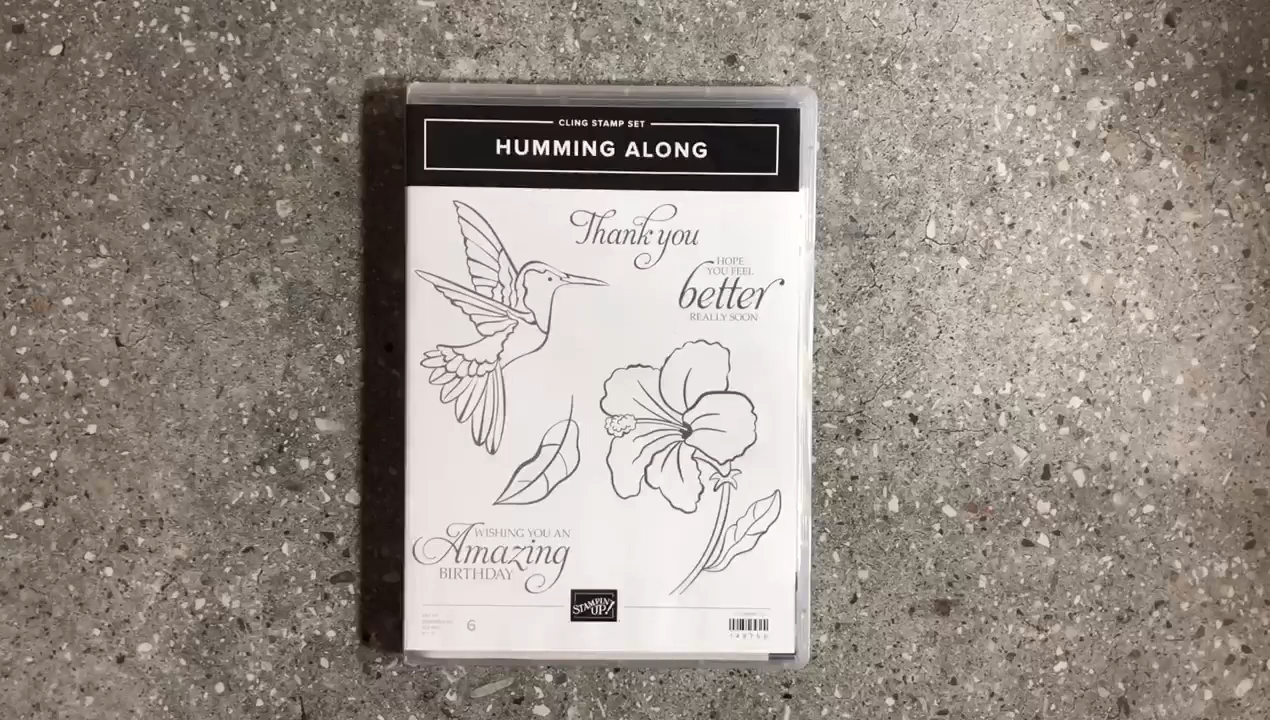 CLING STAMP SET
HUMMING ALONG
Thank you
HOPE
YOU FEEL
better
REALLY SOON
WISHING YOU AN
Amazing
BIRTHDAY
STAMPIN'
UP!
6